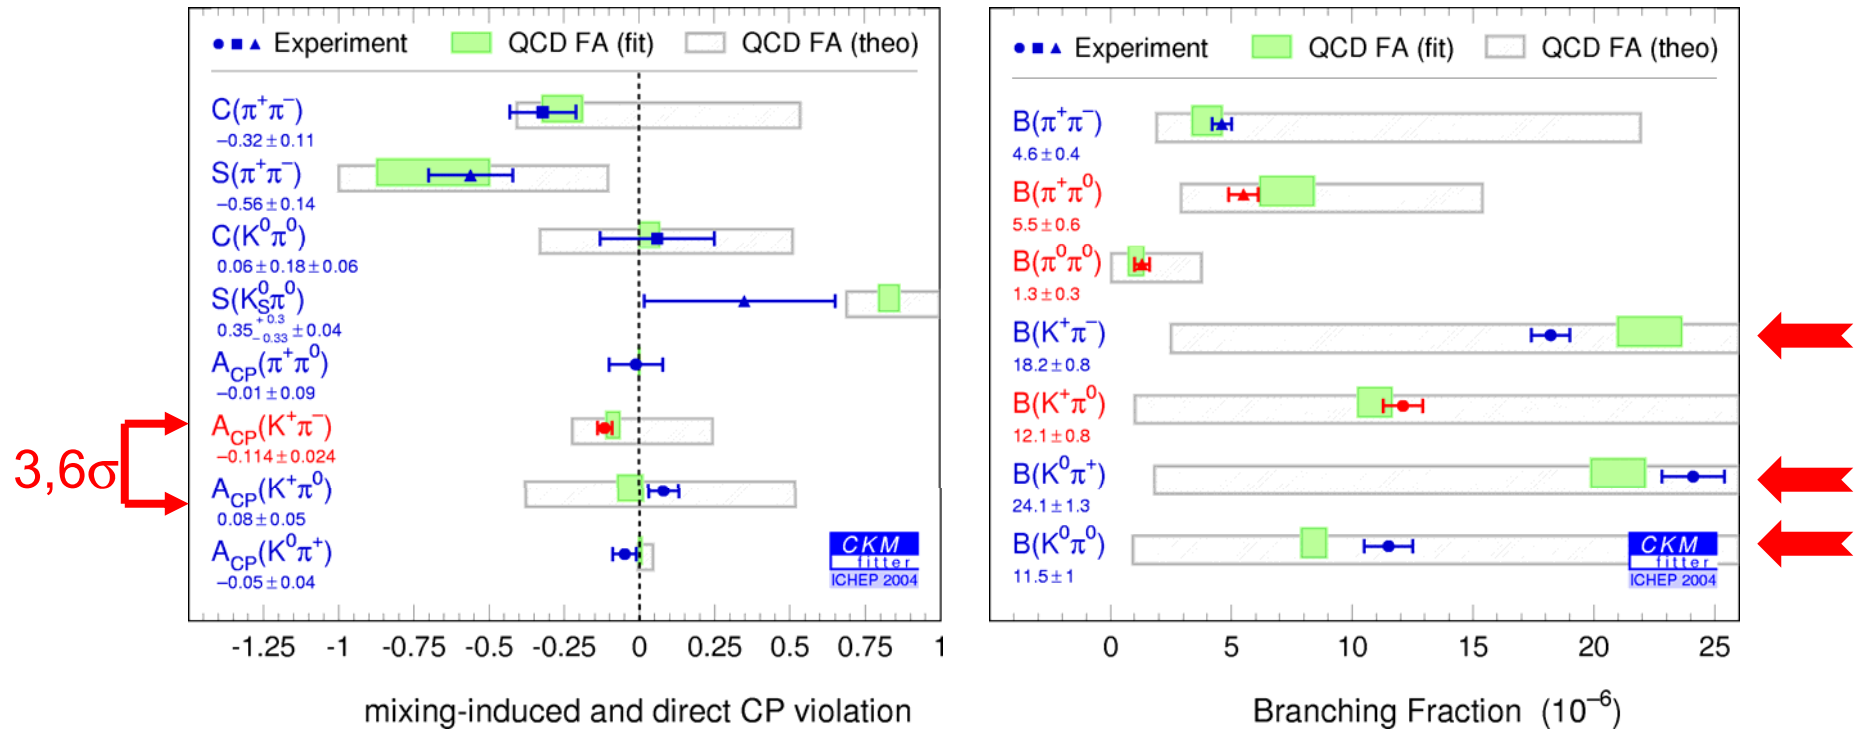 Experiment QCD FA (fit) QCD FA (theo)
C(π⁺π⁻)
−0.32±0.11
S(π⁺π⁻)
−0.56±0.14
C(K⁰π⁰)
0.06±0.18±0.06
S(K⁰_Sπ⁰)
0.35 +0.3 −0.33 ±0.04
A_CP(π⁺π⁰)
−0.01±0.09
A_CP(K⁺π⁻)
−0.114±0.024
3,6σ
A_CP(K⁺π⁰)
0.08±0.05
A_CP(K⁰π⁺)
−0.05±0.04
CKM
fitter
ICHEP 2004
-1.25 -1 -0.75 -0.5 -0.25 0 0.25 0.5 0.75 1
mixing-induced and direct CP violation
Experiment QCD FA (fit) QCD FA (theo)
B(π⁺π⁻)
4.6±0.4
B(π⁺π⁰)
5.5±0.6
B(π⁰π⁰)
1.3±0.3
B(K⁺π⁻)
18.2±0.8
B(K⁺π⁰)
12.1±0.8
B(K⁰π⁺)
24.1±1.3
B(K⁰π⁰)
11.5±1
CKM
fitter
ICHEP 2004
0 5 10 15 20 25
Branching Fraction (10⁻⁶)